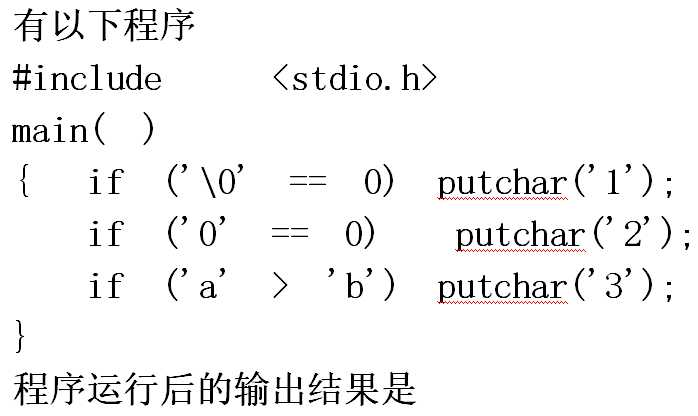 有以下程序
#include <stdio.h>
main( )
{ if ('\0' == 0) putchar('1');
if ('0' == 0) putchar('2');
if ('a' > 'b') putchar('3');
}
程序运行后的输出结果是